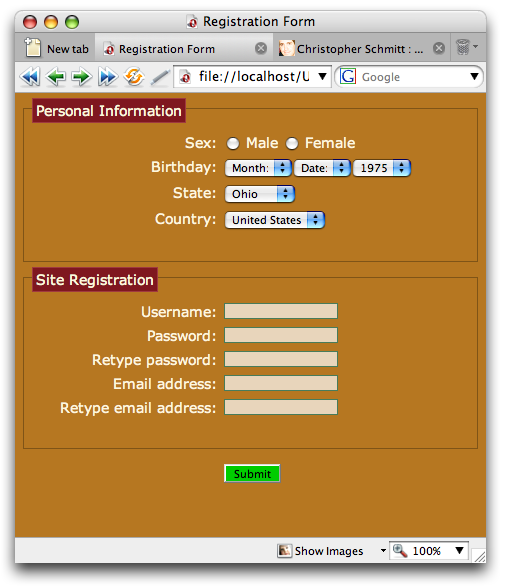 Registration Form
New tab
Registration Form
Christopher Schmitt : ...
file://localhost/U
Google
Personal Information
Sex: Male Female
Birthday: Month: Date: 1975
State: Ohio
Country: United States
Site Registration
Username:
Password:
Retype password:
Email address:
Retype email address:
Submit
Show Images 100%